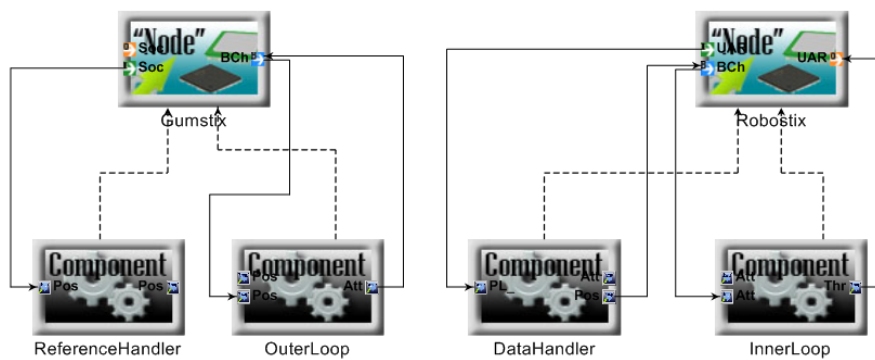 "Node"
Soc
Soc
BCh
Gumstix
"Node"
UAR
BCh
UAR
Robostix
Component
Pos
Pos
ReferenceHandler
Component
Pos
Pos
Att
OuterLoop
Component
PL_
Att
Pos
DataHandler
Component
Att
Att
Thr
InnerLoop